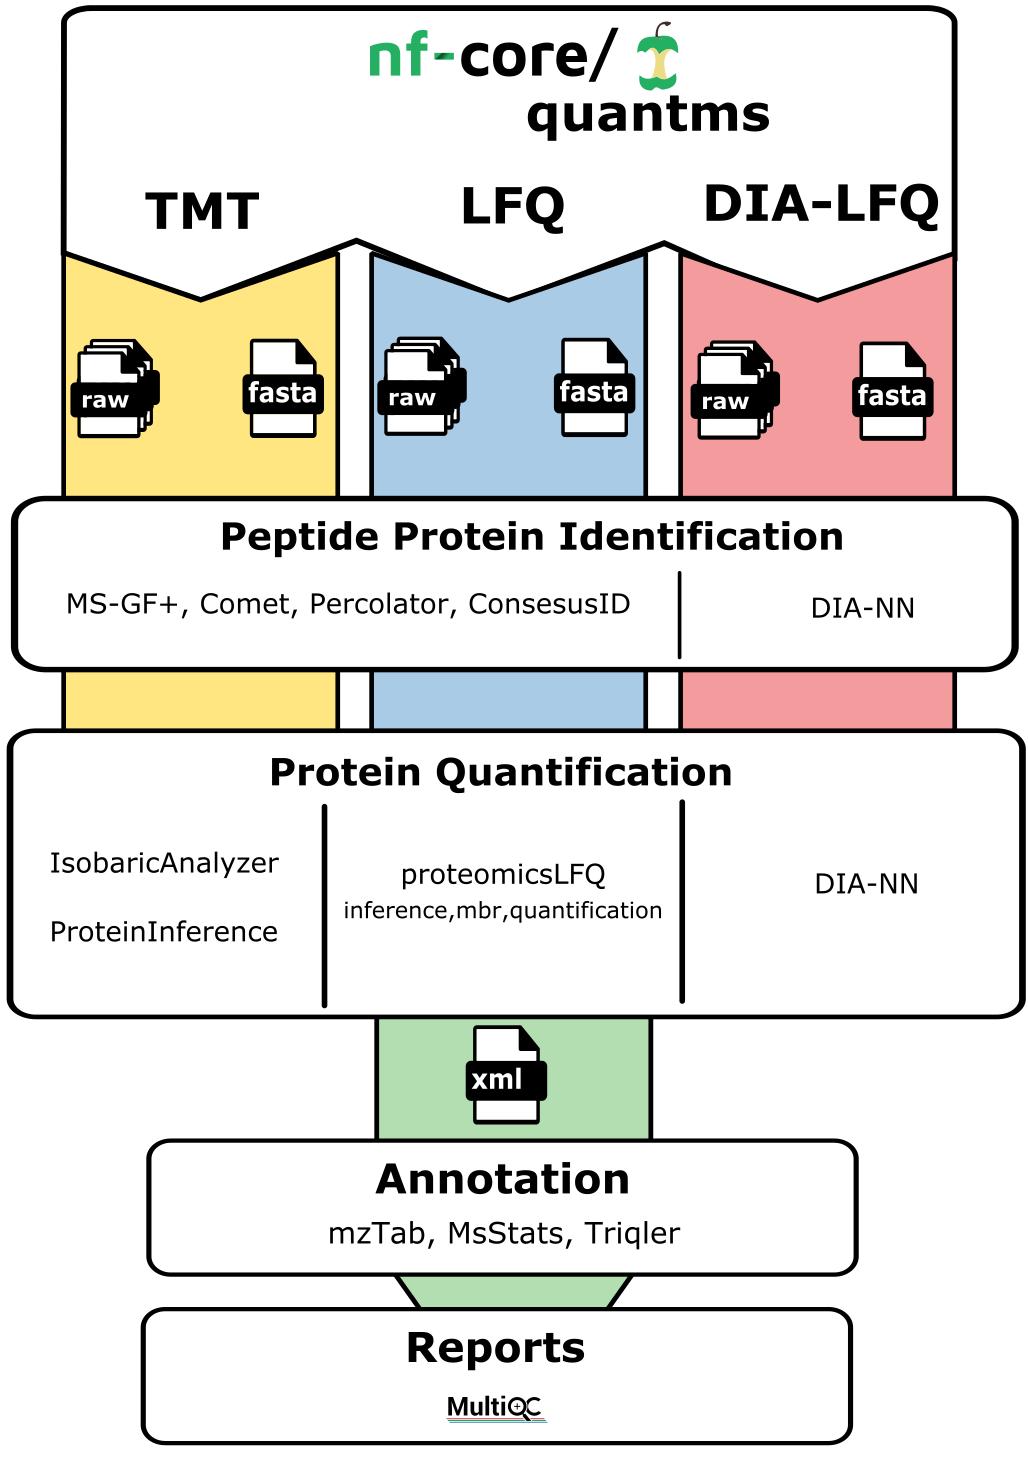 nf-core/
quantms
TMT LFQ DIA-LFQ
raw fasta raw fasta raw fasta
Peptide Protein Identification
MS-GF+, Comet, Percolator, ConsesusID DIA-NN
Protein Quantification
IsobaricAnalyzer
ProteinInference
proteomicsLFQ
inference,mbr,quantification
DIA-NN
xml
Annotation
mzTab, MsStats, Triqler
Reports
MultiQC